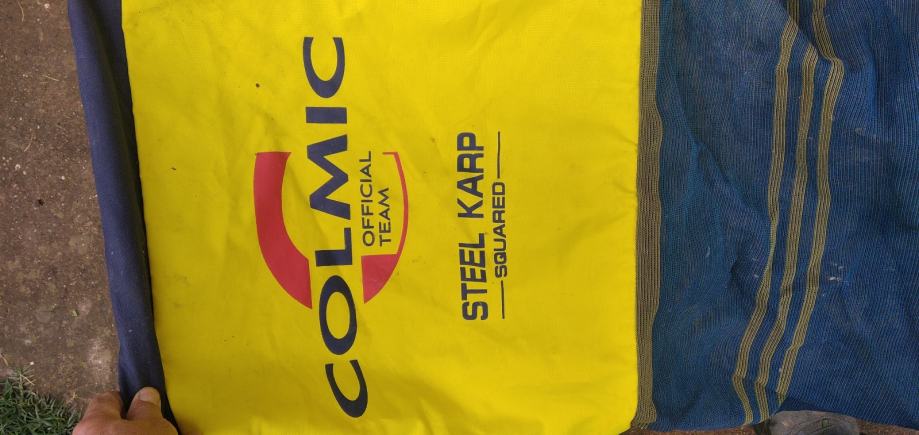 COLMIC
OFFICIAL
TEAM
STEEL KARP
SQUARED